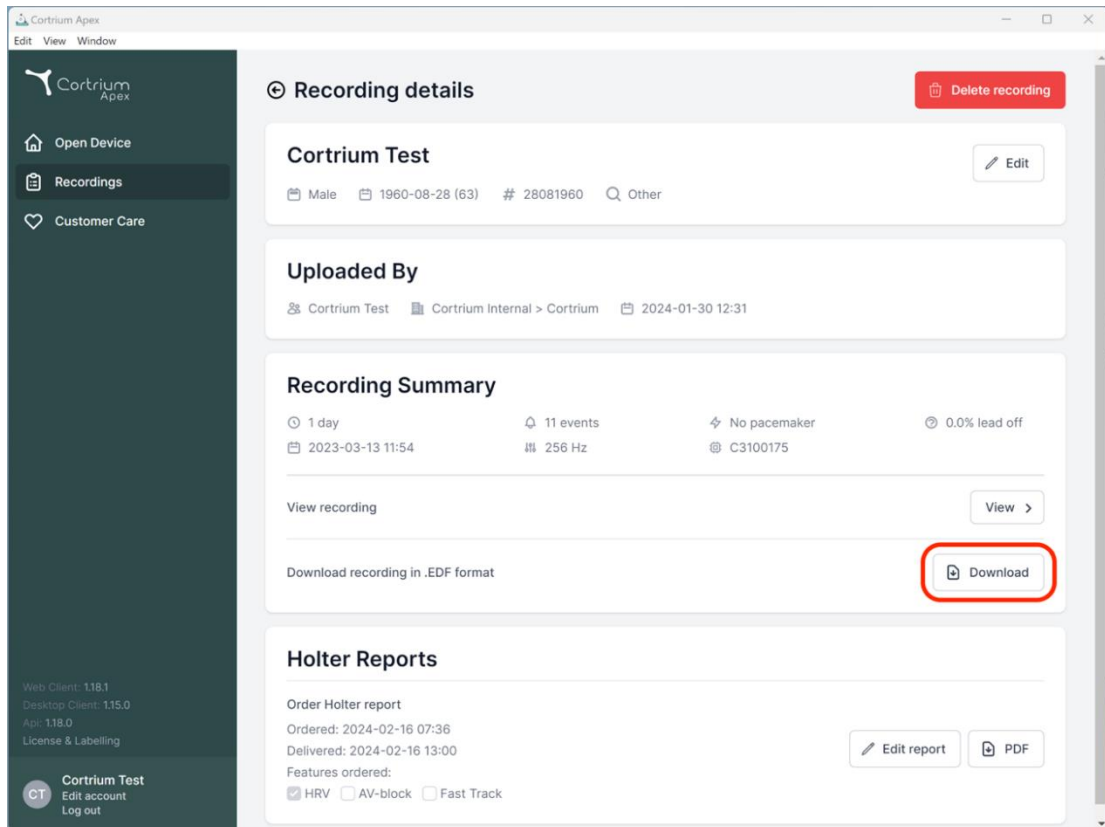 Cortrium Apex
Edit View Window
Cortrium
Apex
Open Device
Recordings
Customer Care
Web Client: 1.18.1
Desktop Client: 1.15.0
Api: 1.18.0
License & Labelling
CT
Cortrium Test
Edit account
Log out
Recording details
Delete recording
Cortrium Test
Edit
Male 1960-08-28 (63) # 28081960 Other
Uploaded By
Cortrium Test Cortrium Internal > Cortrium 2024-01-30 12:31
Recording Summary
1 day 11 events No pacemaker 0.0% lead off
2023-03-13 11:54 256 Hz C3100175
View recording View >
Download recording in .EDF format Download
Holter Reports
Order Holter report
Ordered: 2024-02-16 07:36
Delivered: 2024-02-16 13:00
Edit report PDF
Features ordered:
HRV AV-block Fast Track